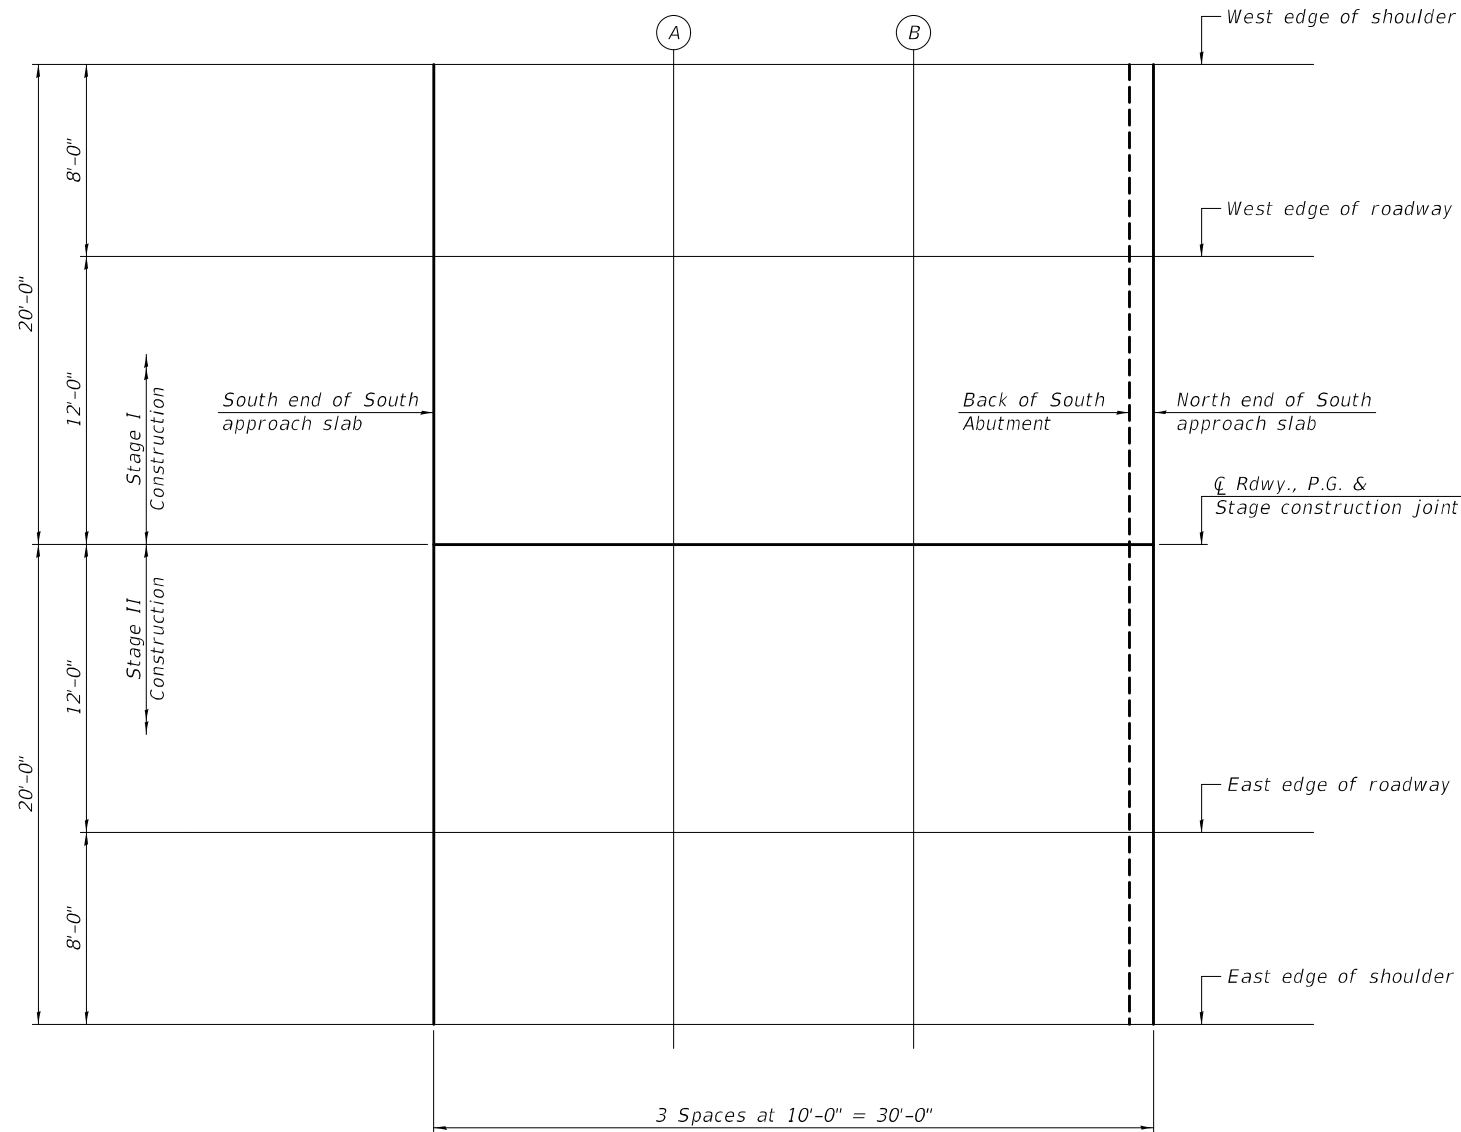 A
B
West edge of shoulder
8'-0"
West edge of roadway
20'-0"
12'-0"
Stage I
Construction
South end of South
approach slab
Back of South
Abutment
North end of South
approach slab
℄ Rdwy., P.G. &
Stage construction joint
Stage II
Construction
12'-0"
20'-0"
East edge of roadway
8'-0"
East edge of shoulder
3 Spaces at 10'-0" = 30'-0"